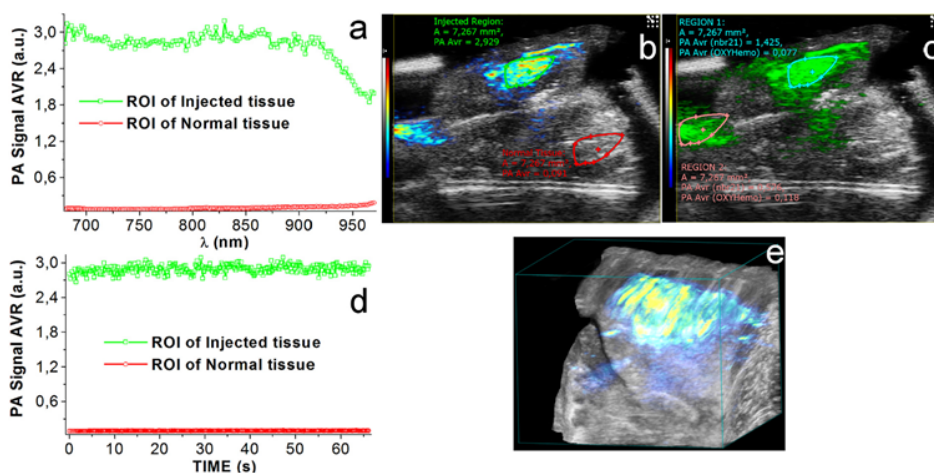 a
PA Signal AVR (a.u.)
3,0
2,4
1,8
1,2
0,6
ROI of Injected tissue
ROI of Normal tissue
700
750
800
850
900
950
λ (nm)
b
Injected Region:
A = 7,267 mm²,
PA Avr = 2,929
A = 7,267 mm²,
c
REGION 1:
A = 7,267 mm²,
PA Avr (nbr21) = 1,425,
PA Avr (OXYHemo) = 0,077
REGION 2:
A = 7,267 mm²,
PA Avr (OXYHemo) = 0,118
d
PA Signal AVR (a.u.)
3,0
2,4
1,8
1,2
0,6
ROI of Injected tissue
ROI of Normal tissue
0
10
20
30
40
50
60
TIME (s)
e